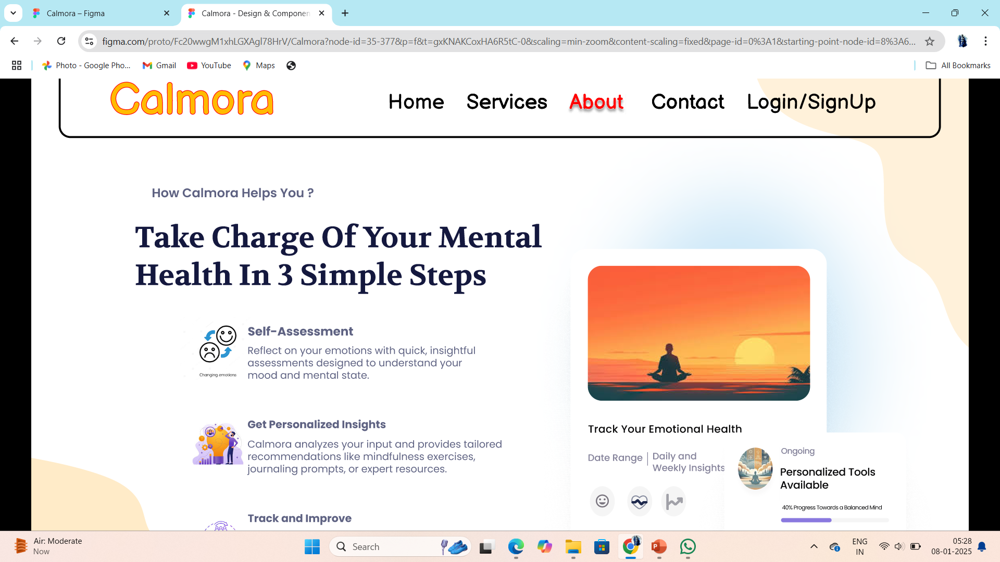 Calmora – Figma
Calmora - Design & Componen
figma.com/proto/Fc20wwgM1xhLGXAgl78HrV/Calmora?node-id=35-377&p=f&t=gxKNAKCoxHA6R5tC-0&scaling=min-zoom&content-scaling=fixed&page-id=0%3A1&starting-point-node-id=8%3A6...
Photo - Google Pho...
Gmail
YouTube
Maps
All Bookmarks
Calmora
Home
Services
About
Contact
Login/SignUp
How Calmora Helps You ?
Take Charge Of Your Mental
Health In 3 Simple Steps
Changing emotions
Self-Assessment
Reflect on your emotions with quick, insightful
assessments designed to understand your
mood and mental state.
Get Personalized Insights
Calmora analyzes your input and provides tailored
recommendations like mindfulness exercises,
journaling prompts, or expert resources.
Track and Improve
Track Your Emotional Health
Date Range
Daily and
Weekly Insights
Ongoing
Personalized Tools
Available
40% Progress Towards a Balanced Mind
Air: Moderate
Now
Search
ENG
IN
05:28
08-01-2025